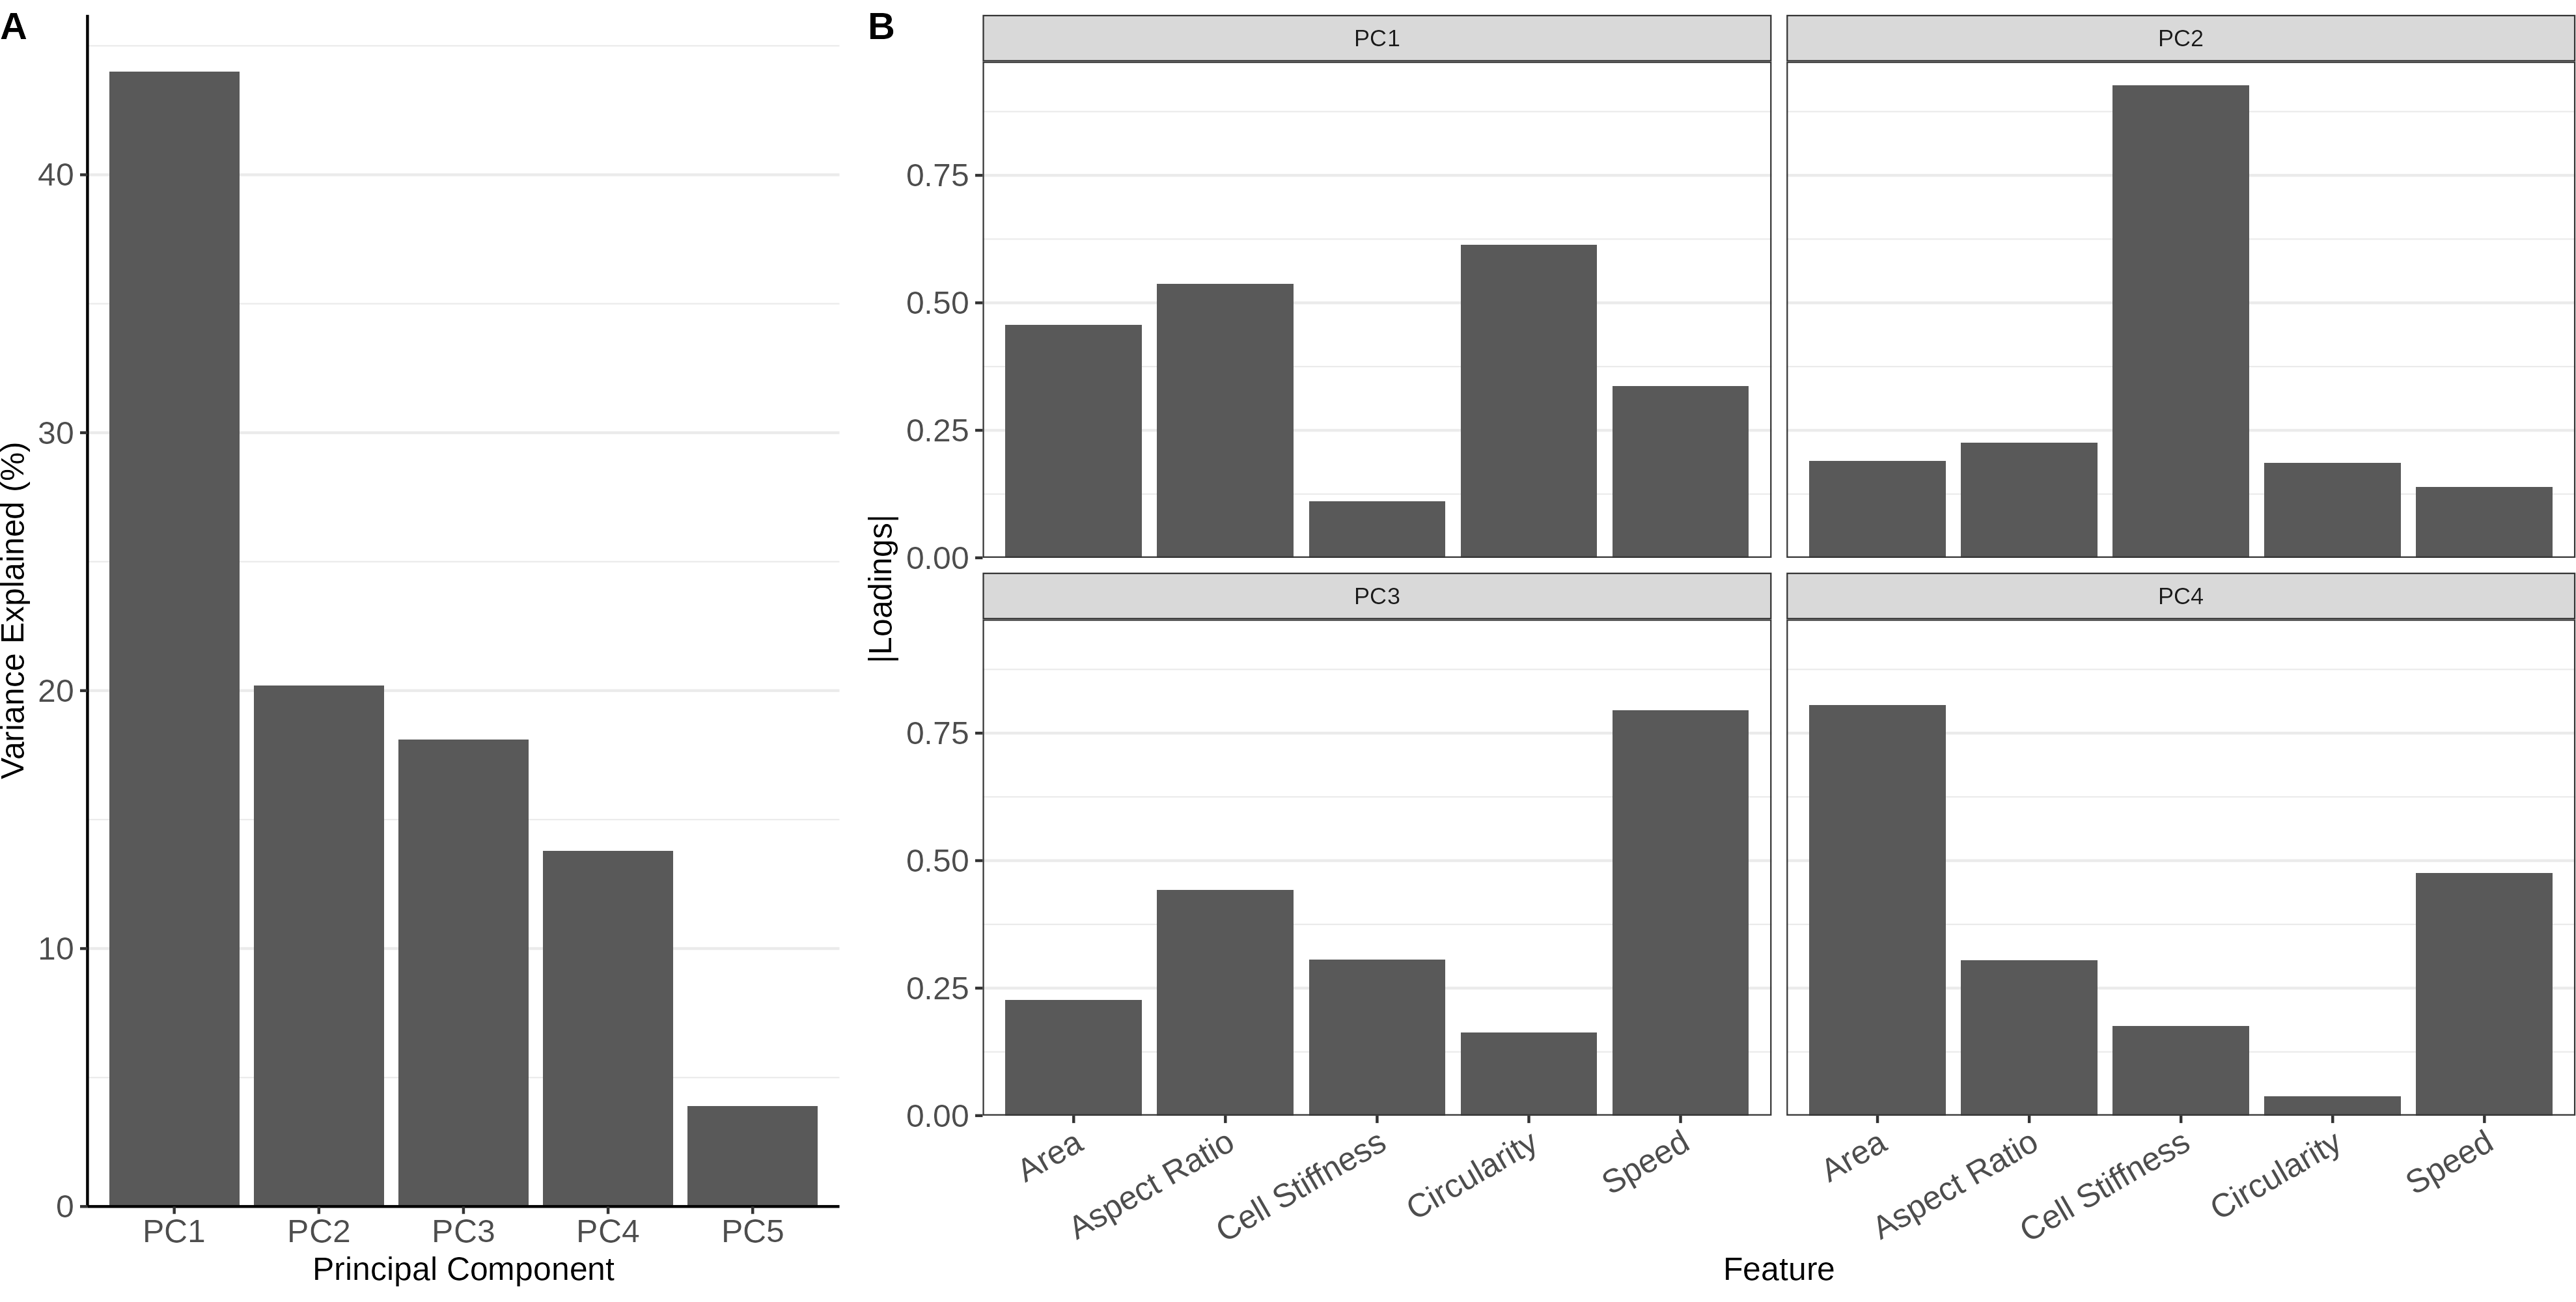 A
Variance Explained (%)
40
30
20
10
0
PC1 PC2 PC3 PC4 PC5
Principal Component
B
|Loadings|
PC1
PC2
0.75
0.50
0.25
0.00
PC3
PC4
0.75
0.50
0.25
0.00
Area Aspect Ratio Cell Stiffness Circularity Speed
Area Aspect Ratio Cell Stiffness Circularity Speed
Feature